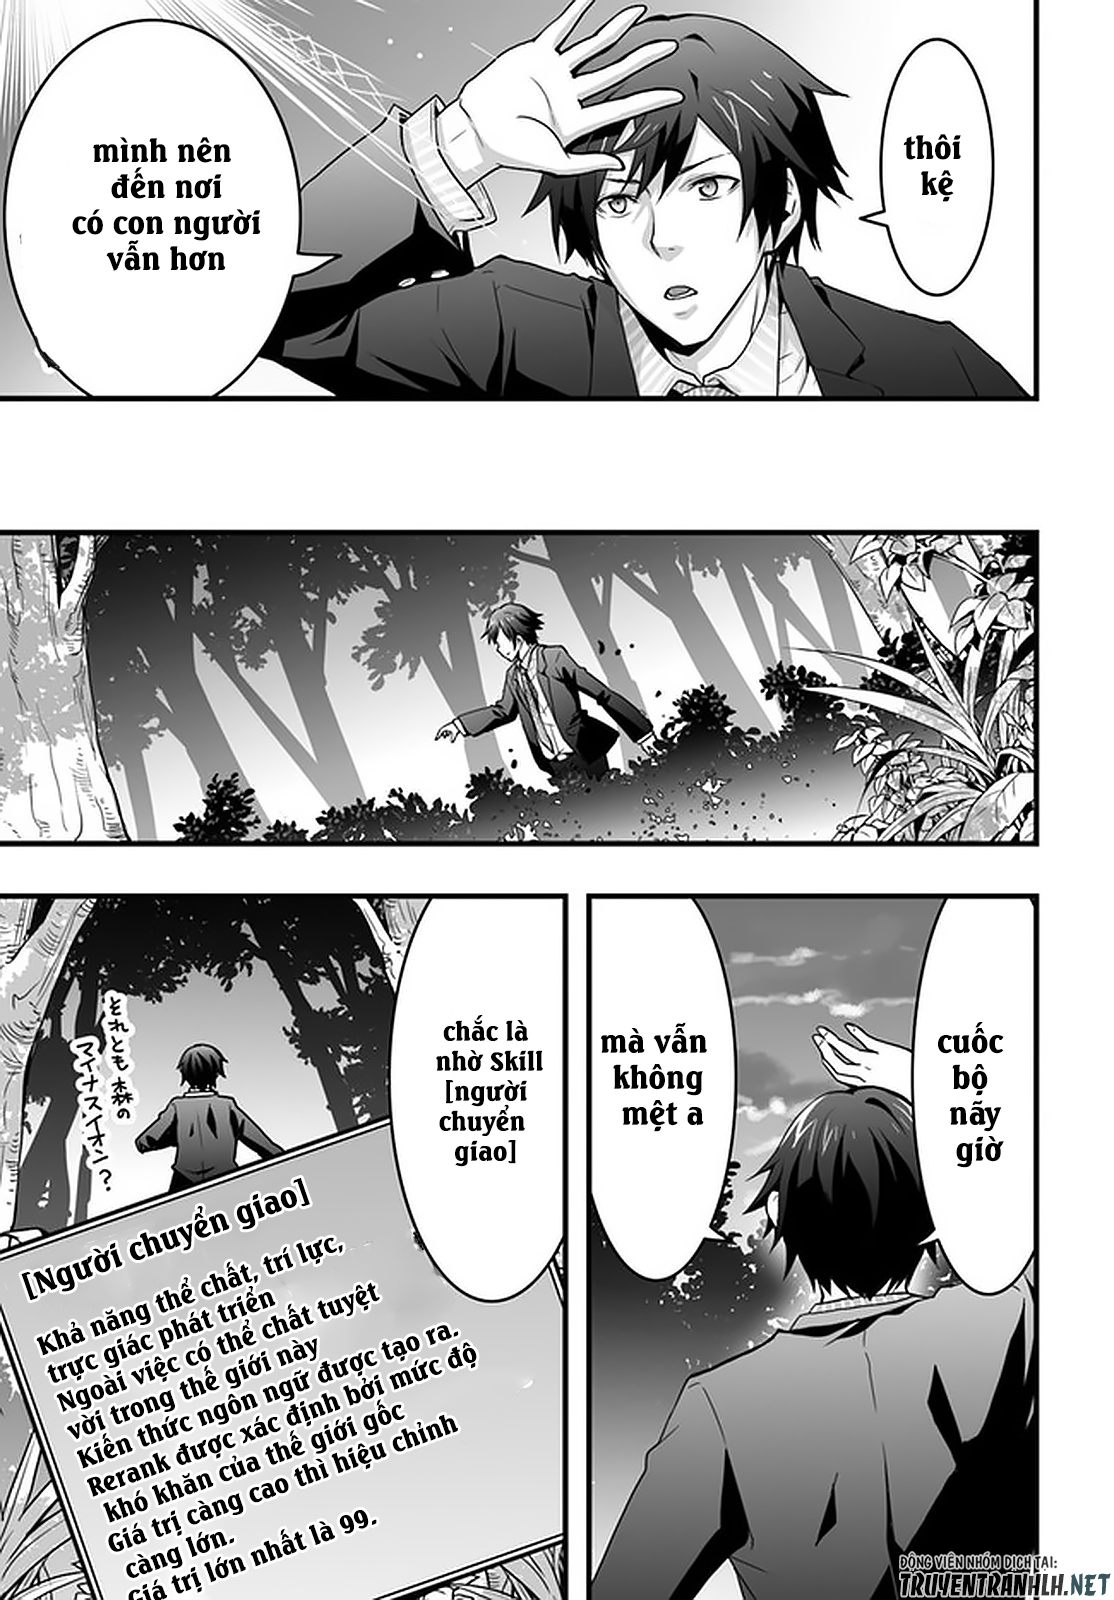 thôi
kệ
mình nên
đến nơi
có con người
vẫn hơn
cuốc
bộ
nãy
giờ
mà vẫn
không
mệt a
chắc là
nhờ Skill
[người
chuyển
giao]
それとも森の
マイナスイオン?
[Người chuyển giao]
Khả năng thể chất, trí lực,
trực giác phát triển
Ngoài việc có thể chất tuyệt
vời trong thế giới này
Kiến thức ngôn ngữ được tạo ra.
Rerank được xác định bởi mức độ
khó khăn của thế giới gốc
Giá trị càng cao thì hiệu chỉnh
càng lớn.
Giá trị lớn nhất là 99.
ĐỘNG VIÊN NHÓM DỊCH TẠI:
TRUYENTRANHLH.NET